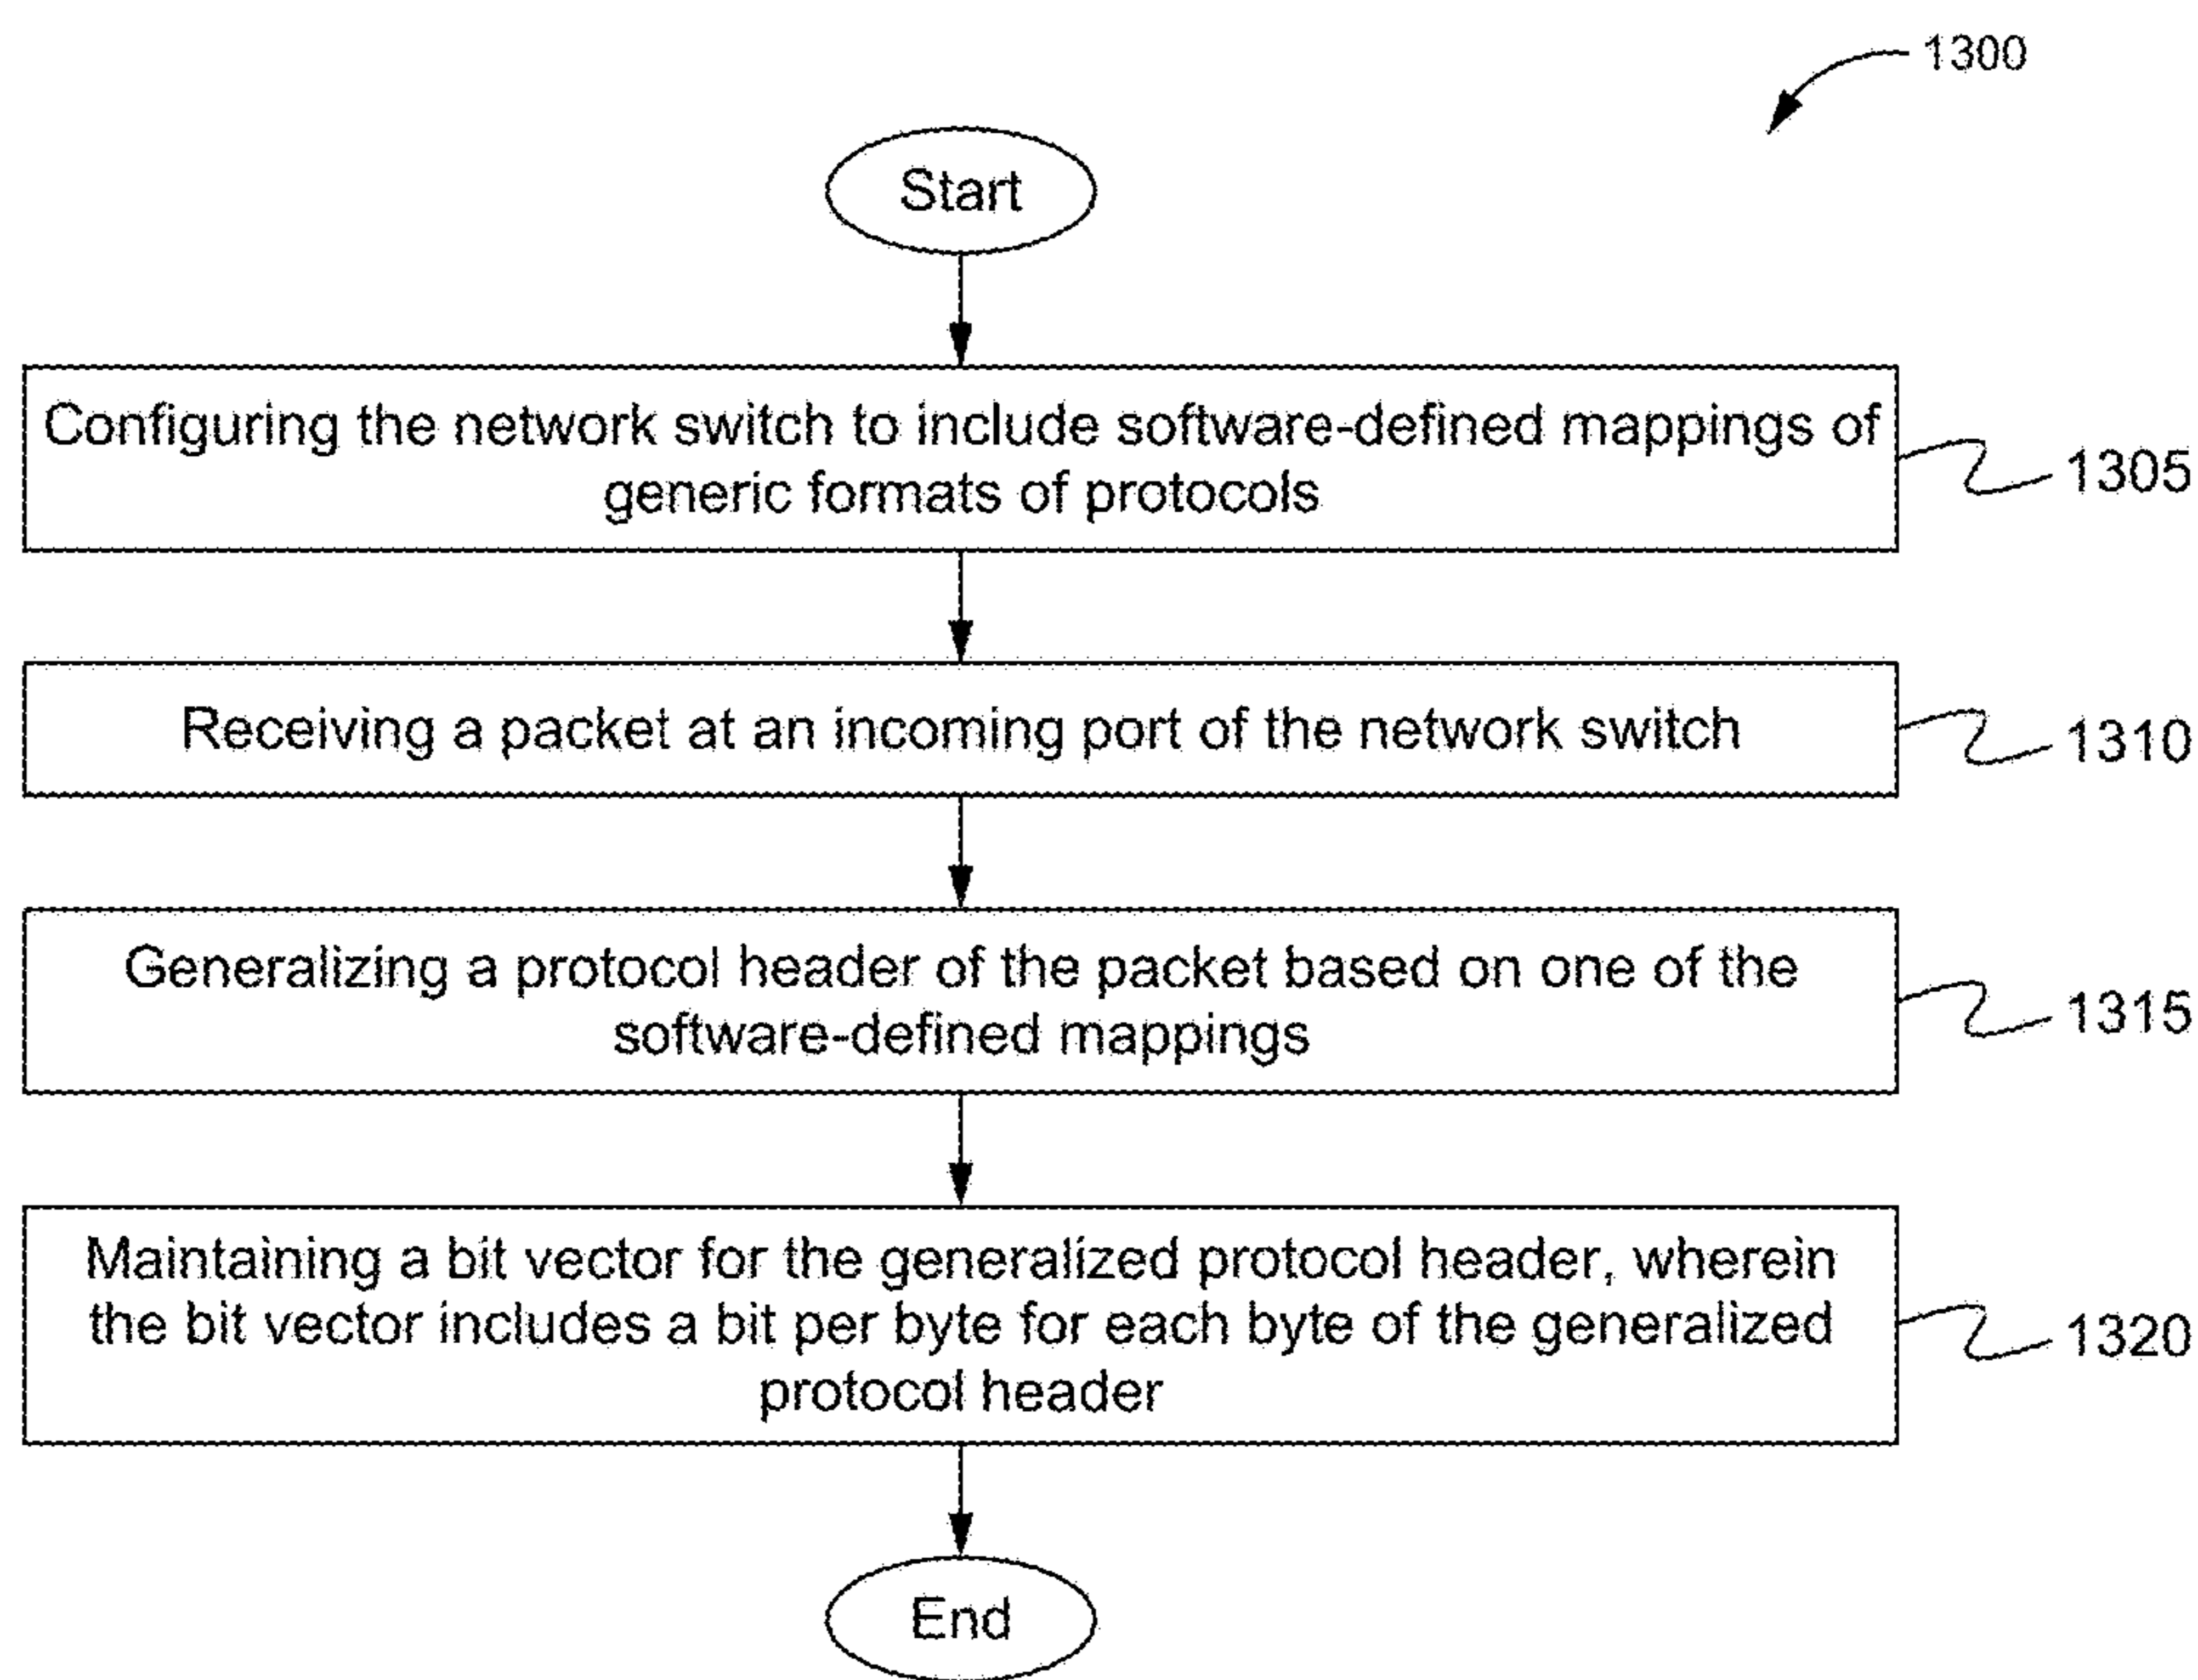 1300
Start
Configuring the network switch to include software-defined mappings of
generic formats of protocols
1305
Receiving a packet at an incoming port of the network switch
1310
Generalizing a protocol header of the packet based on one of the
software-defined mappings
1315
Maintaining a bit vector for the generalized protocol header, wherein
the bit vector includes a bit per byte for each byte of the generalized
protocol header
1320
End